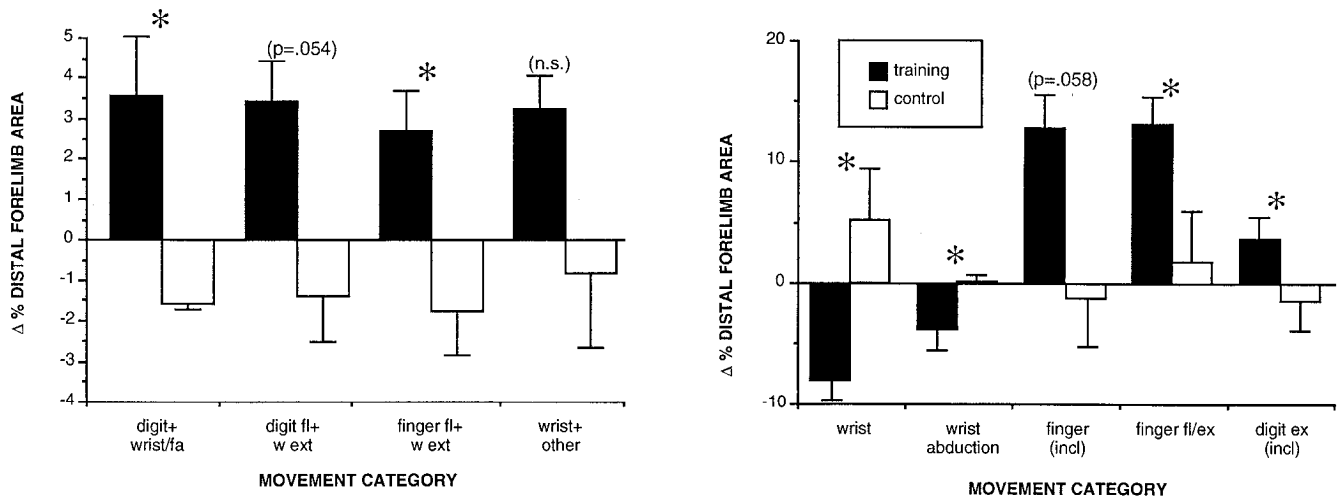 5
4
3
2
1
0
-1
-2
-3
-4
Δ % DISTAL FORELIMB AREA
*
(p=.054)
*
(n.s.)
digit+
wrist/fa
digit fl+
w ext
finger fl+
w ext
wrist+
other
MOVEMENT CATEGORY
20
10
0
-10
Δ % DISTAL FORELIMB AREA
training
control
*
*
(p=.058)
*
*
wrist
wrist
abduction
finger
(incl)
finger fl/ex
digit ex
(incl)
MOVEMENT CATEGORY